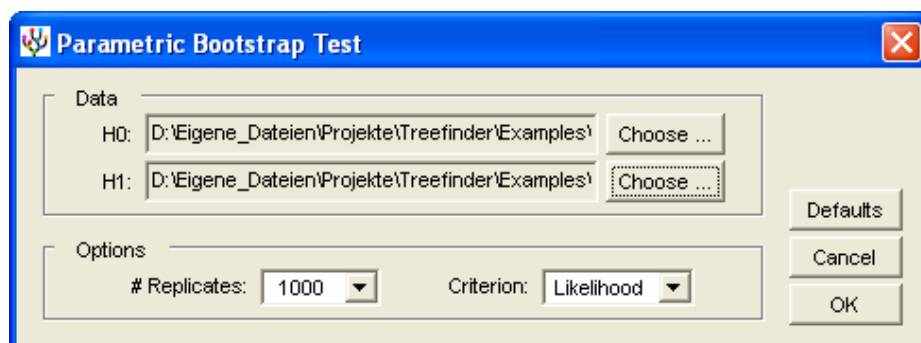 Parametric Bootstrap Test
Data
H0: D:\Eigene_Dateien\Projekte\Treefinder\Examples\ Choose ...
H1: D:\Eigene_Dateien\Projekte\Treefinder\Examples\ Choose ...
Defaults
Options
Cancel
# Replicates: 1000 Criterion: Likelihood
OK